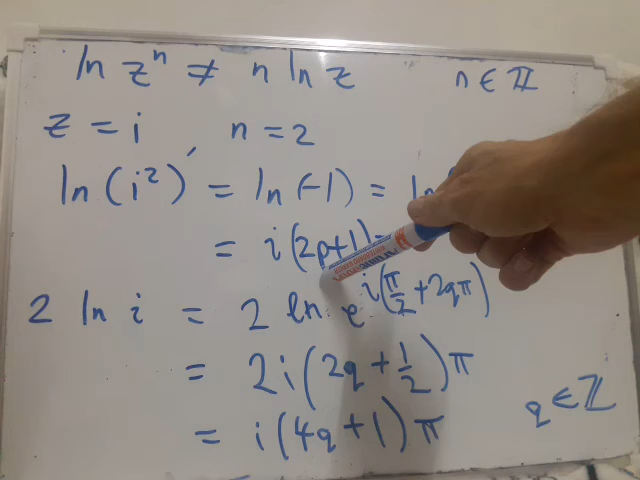 ln zⁿ ≠ n ln z n ∈ ℤ
z = i, n = 2
ln (i²) = ln (-1) = ln
= i (2p+1)
2 ln i = 2 ln e^i(π/2 + 2qπ)
= 2i (2q + 1/2) π
= i (4q + 1) π q ∈ ℤ